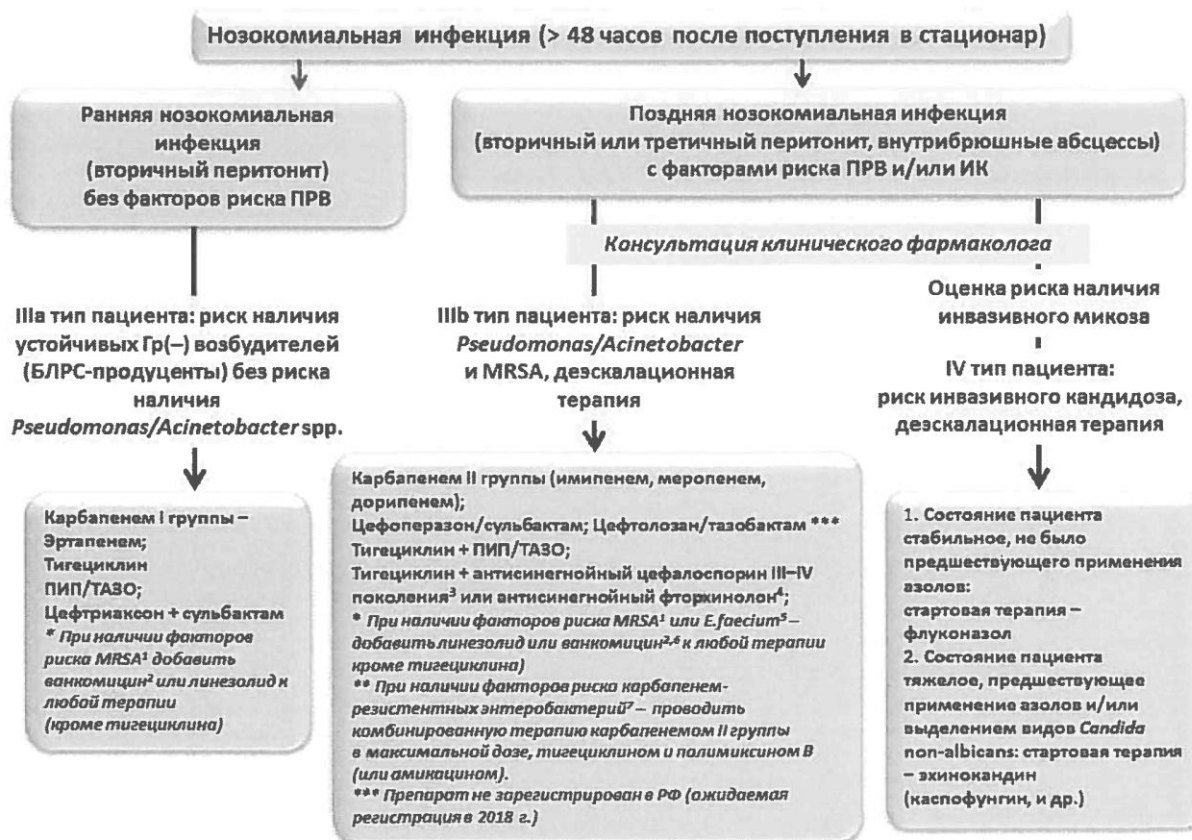 Нозокомиальная инфекция (> 48 часов после поступления в стационар)
Ранняя нозокомиальная
инфекция
(вторичный перитонит)
без факторов риска ПРВ
Поздняя нозокомиальная инфекция
(вторичный или третичный перитонит, внутрибрюшные абсцессы)
с факторами риска ПРВ и/или ИК
Консультация клинического фармаколога
IIIa тип пациента: риск наличия
устойчивых Гр(–) возбудителей
(БЛРС-продуценты) без риска
наличия
Pseudomonas/Acinetobacter spp.
IIIb тип пациента: риск наличия
Pseudomonas/Acinetobacter
и MRSA, деэскалационная
терапия
Оценка риска наличия
инвазивного микоза
IV тип пациента:
риск инвазивного кандидоза,
деэскалационная терапия
Карбапенем I группы –
Эртапенем;
Тигециклин
ПИП/ТАЗО;
Цефтриаксон + сульбактам
* При наличии факторов
риска MRSA¹ добавить
ванкомицин² или линезолид к
любой терапии
(кроме тигециклина)
Карбапенем II группы (имипенем, меропенем,
дорипенем);
Цефоперазон/сульбактам; Цефтолозан/тазобактам ***
Тигециклин + ПИП/ТАЗО;
Тигециклин + антисинегнойный цефалоспорин III–IV
поколения³ или антисинегнойный фторхинолон⁴;
* При наличии факторов риска MRSA¹ или E.faecium⁵ –
добавить линезолид или ванкомицин²,⁶ к любой терапии
кроме тигециклина)
** При наличии факторов риска карбапенем-
резистентных энтеробактерий⁷ – проводить
комбинированную терапию карбапенемом II группы
в максимальной дозе, тигециклином и полимиксином В
(или амикацином).
*** Препарат не зарегистрирован в РФ (ожидаемая
регистрация в 2018 г.)
1. Состояние пациента
стабильное, не было
предшествующего применения
азолов:
стартовая терапия –
флуконазол
2. Состояние пациента
тяжелое, предшествующее
применение азолов и/или
выделением видов Candida
non-albicans: стартовая терапия
– эхинокандин
(каспофунгин, и др.)